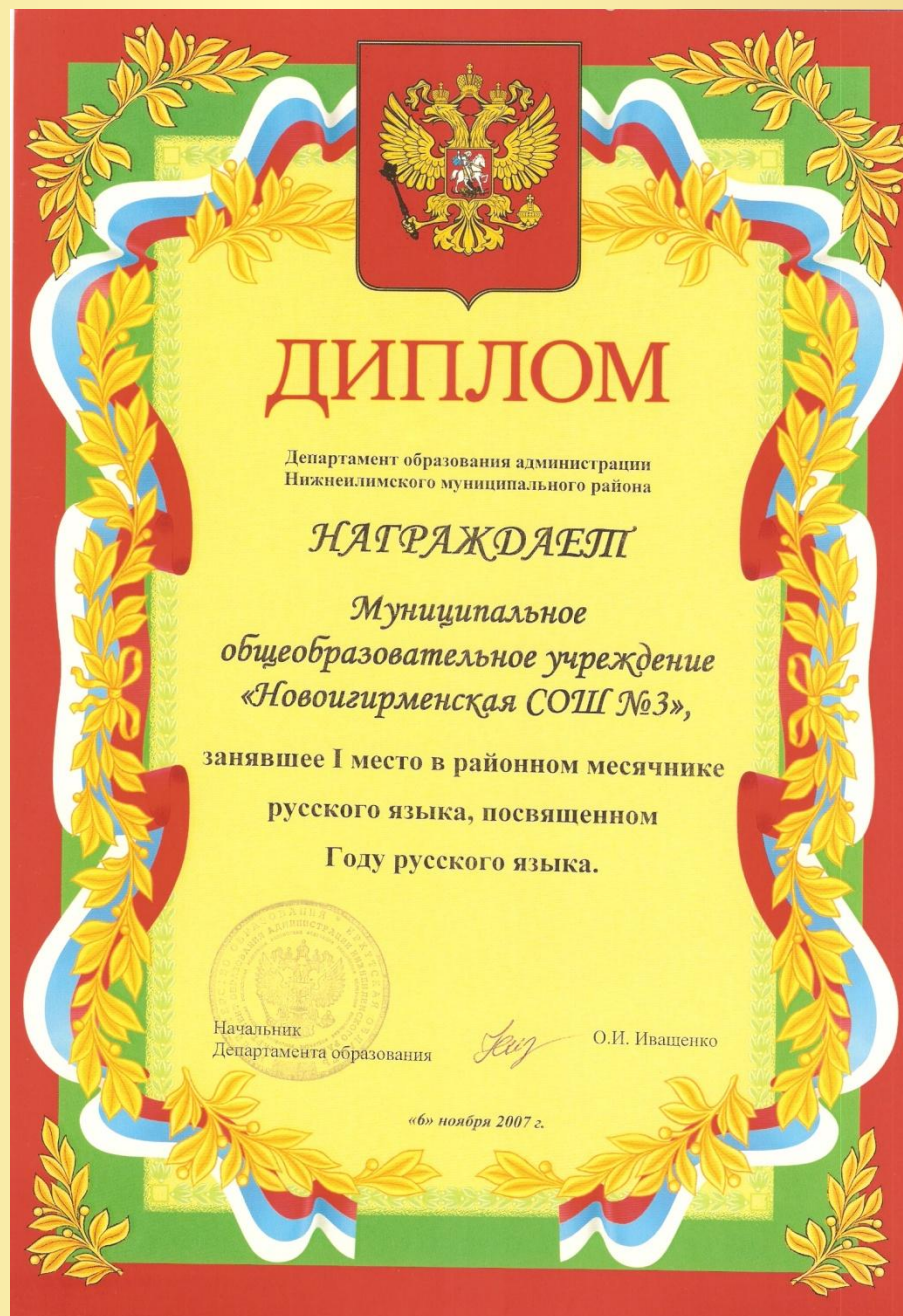 ДИПЛОМ
Департамент образования администрации
Нижнеилимского муниципального района
НАГРАЖДАЕТ
Муниципальное
общеобразовательное учреждение
«Новоигирменская СОШ №3»,
занявшее I место в районном месячнике
русского языка, посвященном
Году русского языка.
Начальник
Департамента образования
О.И. Иващенко
«6» ноября 2007 г.